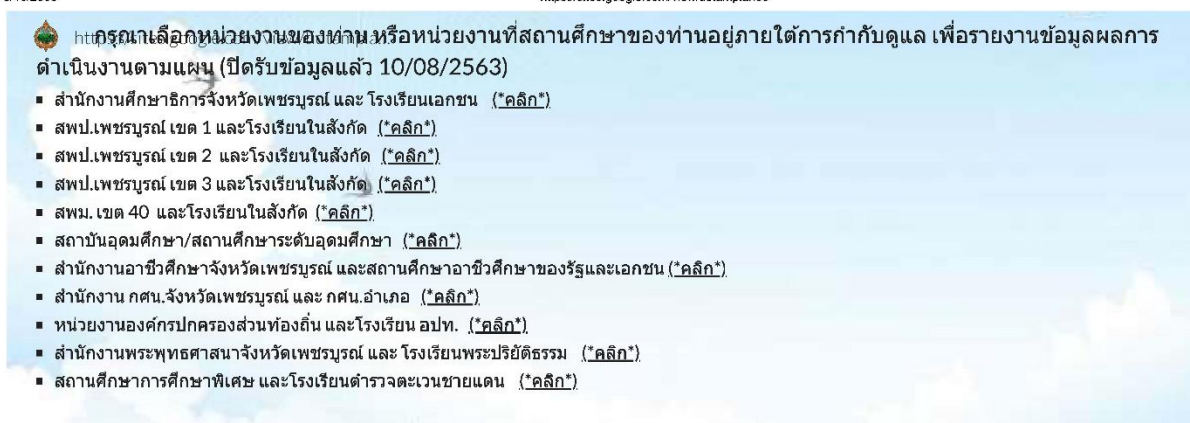 กรุณาเลือกหน่วยงานของท่าน หรือหน่วยงานที่สถานศึกษาของท่านอยู่ภายใต้การกำกับดูแล เพื่อรายงานข้อมูลผลการ
ดำเนินงานตามแผน (ปิดรับข้อมูลแล้ว 10/08/2563)
▪ สำนักงานศึกษาธิการจังหวัดเพชรบูรณ์ และ โรงเรียนเอกชน (*คลิก*)
▪ สพป.เพชรบูรณ์ เขต 1 และโรงเรียนในสังกัด (*คลิก*)
▪ สพป.เพชรบูรณ์ เขต 2 และโรงเรียนในสังกัด (*คลิก*)
▪ สพป.เพชรบูรณ์ เขต 3 และโรงเรียนในสังกัด (*คลิก*)
▪ สพม. เขต 40 และโรงเรียนในสังกัด (*คลิก*)
▪ สถาบันอุดมศึกษา/สถานศึกษาระดับอุดมศึกษา (*คลิก*)
▪ สำนักงานอาชีวศึกษาจังหวัดเพชรบูรณ์ และสถานศึกษาอาชีวศึกษาของรัฐและเอกชน (*คลิก*)
▪ สำนักงาน กศน.จังหวัดเพชรบูรณ์ และ กศน.อำเภอ (*คลิก*)
▪ หน่วยงานองค์กรปกครองส่วนท้องถิ่น และโรงเรียน อปท. (*คลิก*)
▪ สำนักงานพระพุทธศาสนาจังหวัดเพชรบูรณ์ และ โรงเรียนพระปริยัติธรรม (*คลิก*)
▪ สถานศึกษาการศึกษาพิเศษ และโรงเรียนตำรวจตระเวนชายแดน (*คลิก*)